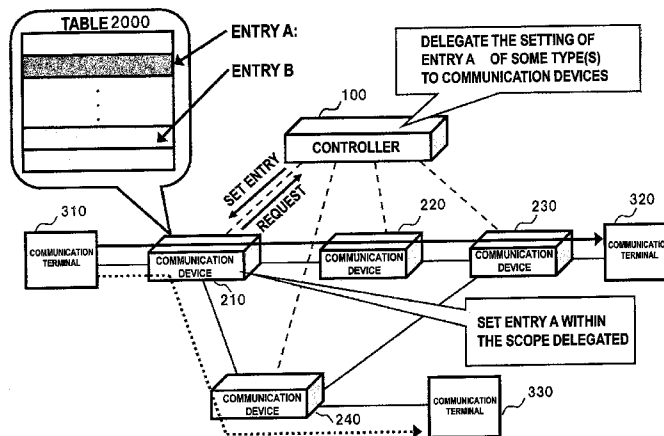 TABLE 2000
ENTRY A:
ENTRY B
DELEGATE THE SETTING OF
ENTRY A OF SOME TYPE(S)
TO COMMUNICATION DEVICES
100
CONTROLLER
SET ENTRY
REQUEST
310
COMMUNICATION
TERMINAL
COMMUNICATION
DEVICE
210
220
COMMUNICATION
DEVICE
230
COMMUNICATION
DEVICE
320
COMMUNICATION
TERMINAL
SET ENTRY A WITHIN
THE SCOPE DELEGATED
COMMUNICATION
DEVICE
240
COMMUNICATION
TERMINAL
330